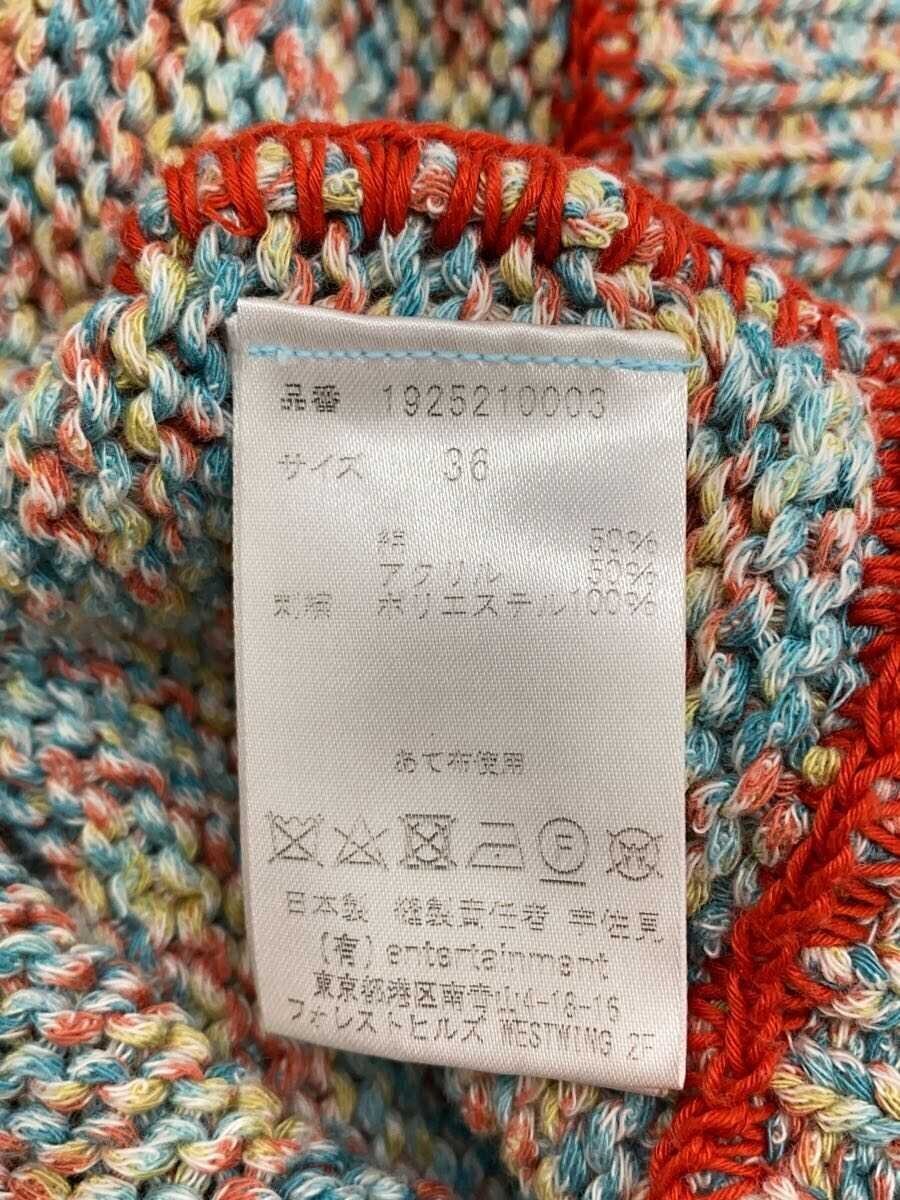 品番 1925210003
サイズ 36
綿 50%
アクリル 50%
刺繍 ポリエステル100%
あて布使用
F
日本製 縫製責任者 宇佐見
(有) entertainment
東京都港区南青山4-18-16
フォレストヒルズ WESTWING 2F